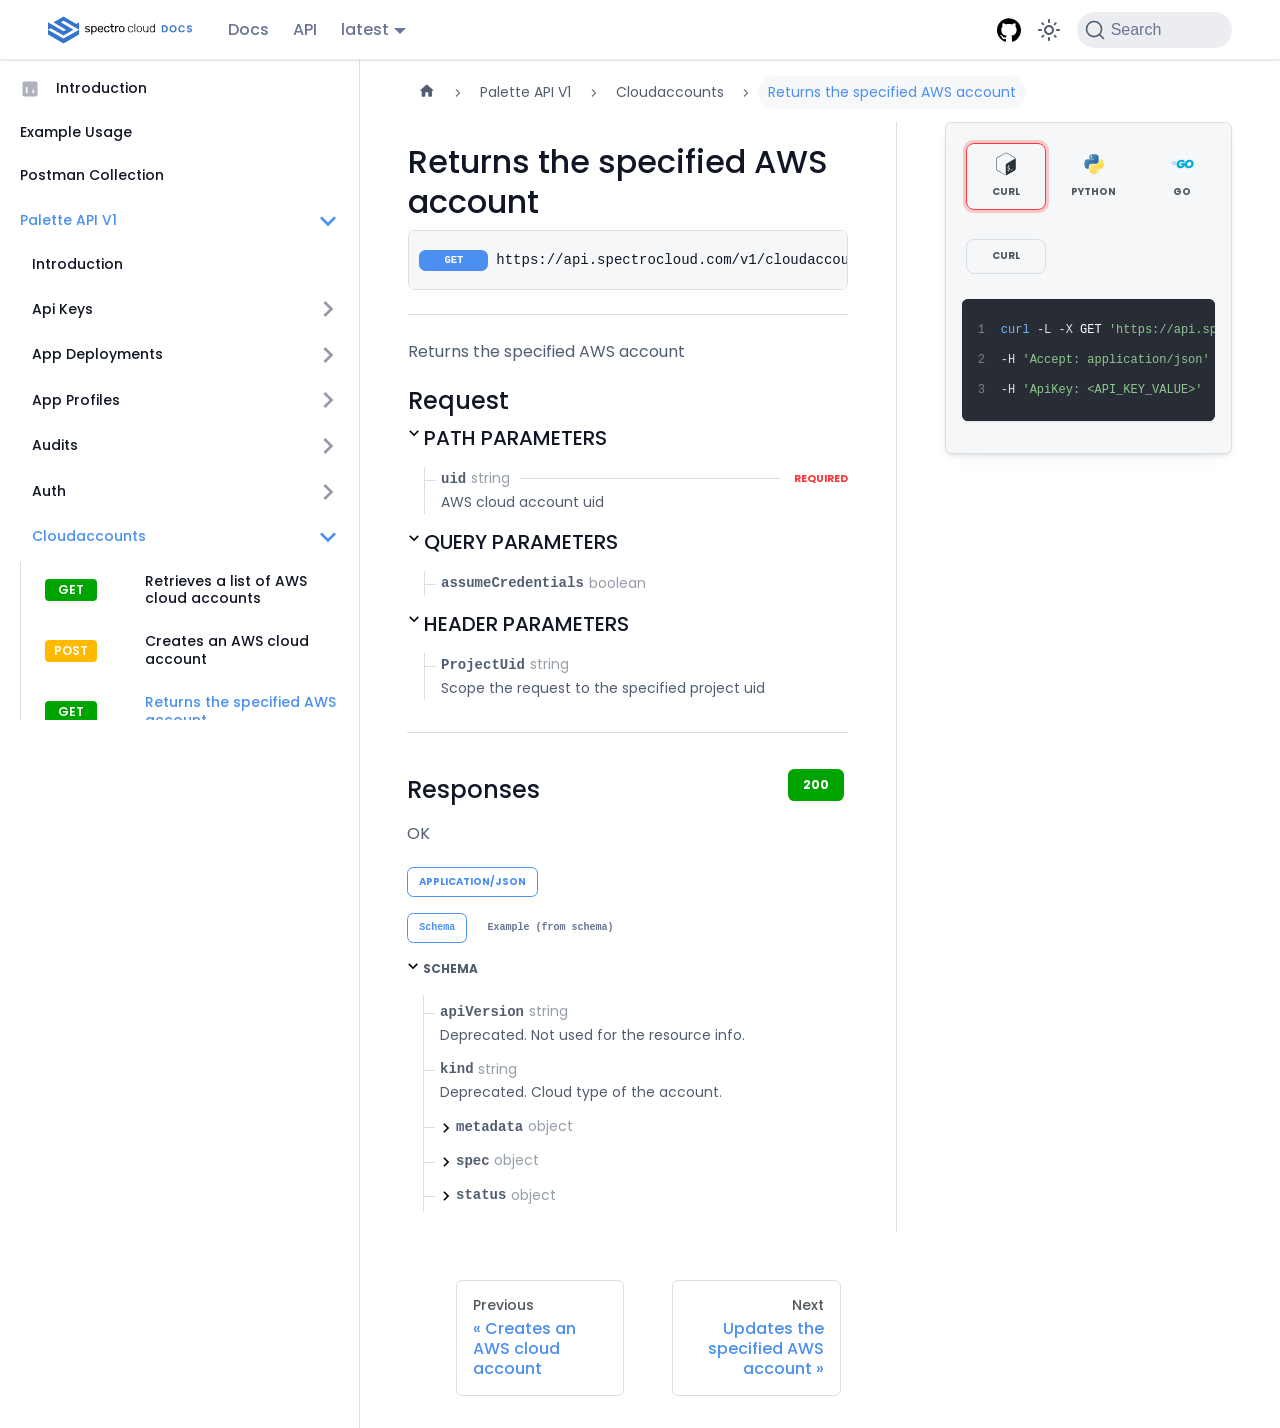 spectro cloud DOCS
Docs
API
latest
Search
Introduction
Example Usage
Postman Collection
Palette API V1
Introduction
Api Keys
App Deployments
App Profiles
Audits
Auth
Cloudaccounts
GET
Retrieves a list of AWS
cloud accounts
POST
Creates an AWS cloud
account
GET
Returns the specified AWS
account
Palette API V1
Cloudaccounts
Returns the specified AWS account
Returns the specified AWS
account
GET https://api.spectrocloud.com/v1/cloudaccou
Returns the specified AWS account
Request
PATH PARAMETERS
uid string REQUIRED
AWS cloud account uid
QUERY PARAMETERS
assumeCredentials boolean
HEADER PARAMETERS
ProjectUid string
Scope the request to the specified project uid
Responses
200
OK
APPLICATION/JSON
Schema
Example (from schema)
SCHEMA
apiVersion string
Deprecated. Not used for the resource info.
kind string
Deprecated. Cloud type of the account.
metadata object
spec object
status object
Previous
« Creates an
AWS cloud
account
Next
Updates the
specified AWS
account »
CURL
PYTHON
GO
CURL
1 curl -L -X GET 'https://api.sp
2 -H 'Accept: application/json'
3 -H 'ApiKey: <API_KEY_VALUE>'